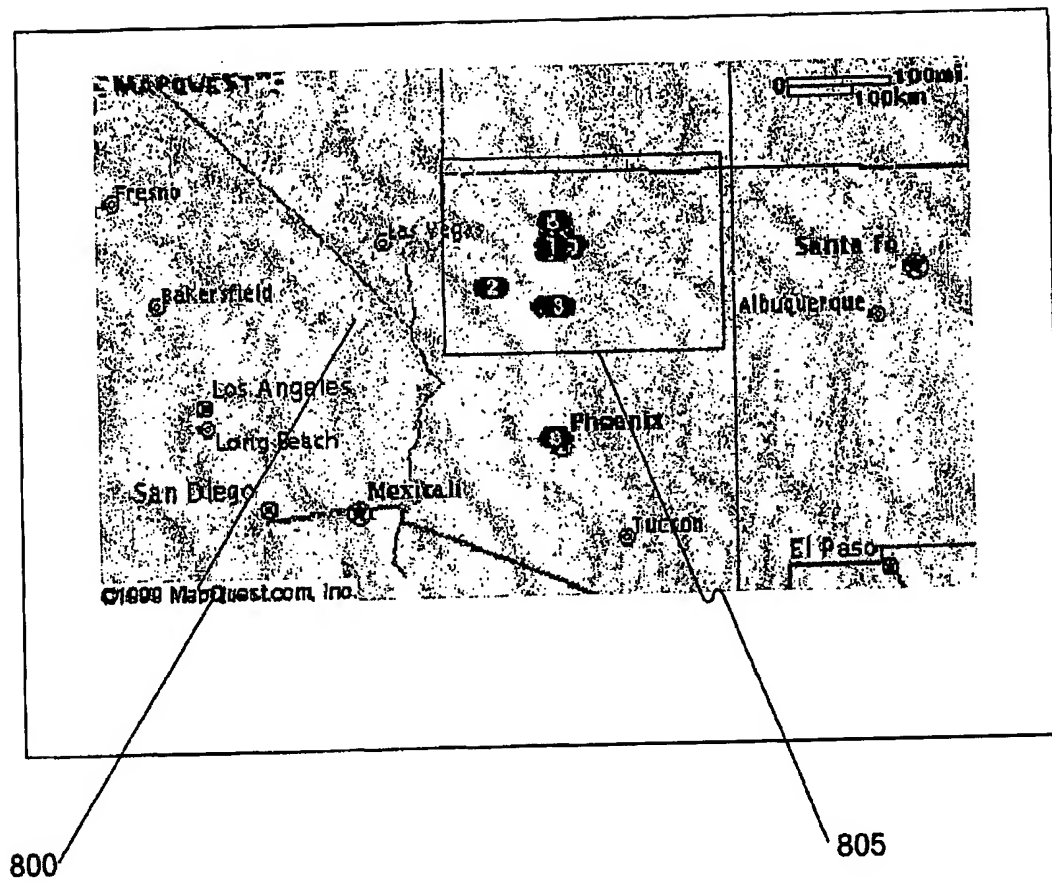 MAPQUEST
0 100mi
100km
Fresno
Las Vegas
Santa Fe
1
2
3
Bakersfield
Albuquerque
Los Angeles
Long Beach
Phoenix
San Diego
Mexicali
Tucson
El Paso
©1999 MapQuest.com, Inc.
800
805